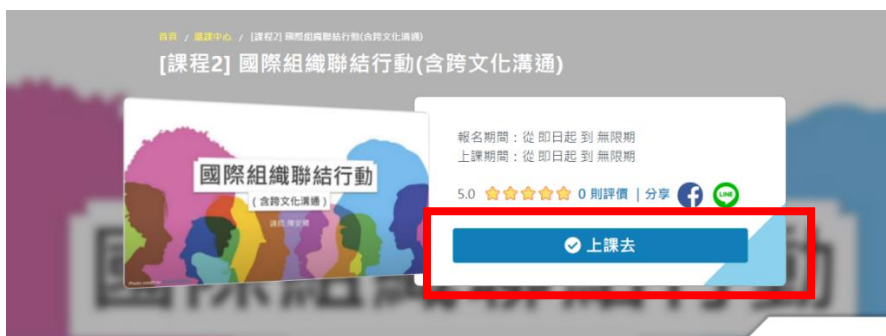 首頁 / 選課中心 / [課程2] 國際組織聯結行動(含跨文化溝通)
[課程2] 國際組織聯結行動(含跨文化溝通)
國際組織聯結行動
(含跨文化溝通)
報名期間:從 即日起 到 無限期
上課期間:從 即日起 到 無限期
5.0 0 則評價 | 分享
LINE
上課去